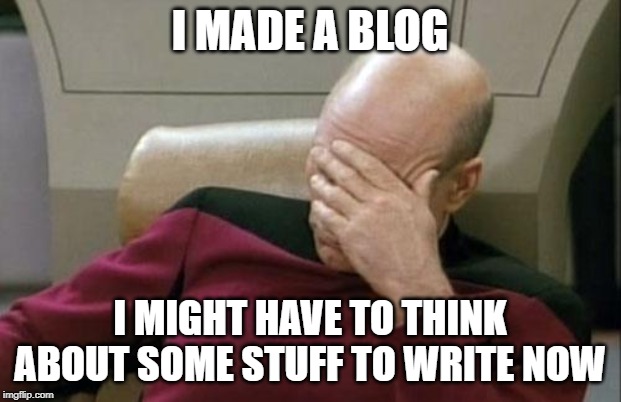 I MADE A BLOG
I MIGHT HAVE TO THINK
ABOUT SOME STUFF TO WRITE NOW
imgflip.com